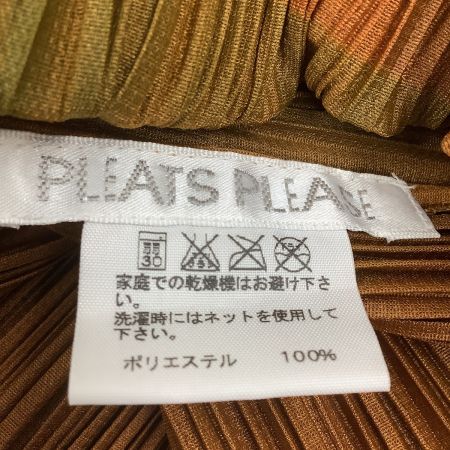 PLEATS PLEASE
30
家庭での乾燥機はお避け下さ
い。
洗濯時にはネットを使用して
下さい。
ポリエステル 100%